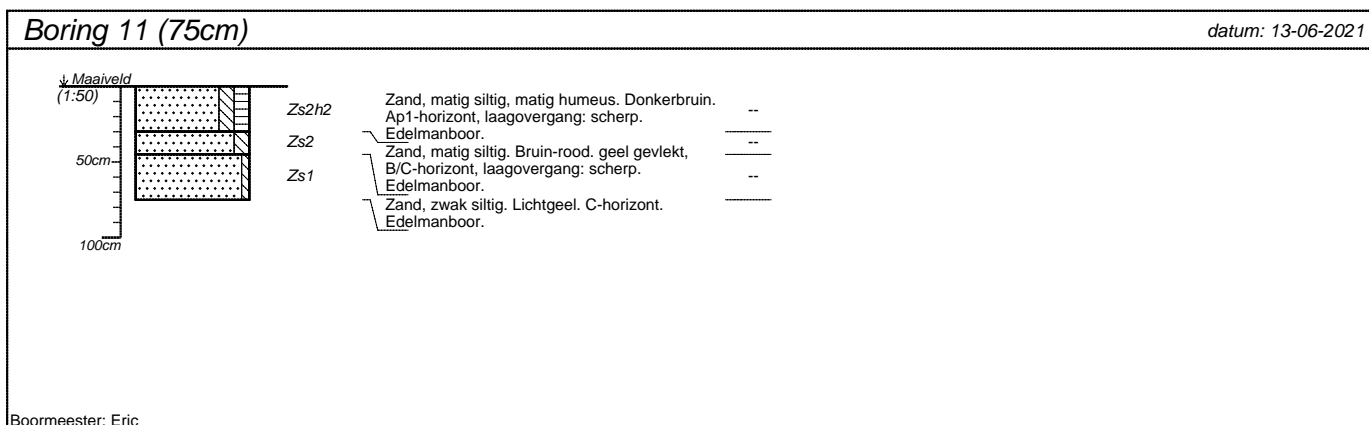 Boring 11 (75cm)
datum: 13-06-2021
Maaiveld
(1:50)
50cm
100cm
Zs2h2
Zs2
Zs1
Zand, matig siltig, matig humeus. Donkerbruin.
Ap1-horizont, laagovergang: scherp.
Edelmanboor.
Zand, matig siltig. Bruin-rood. geel gevlekt,
B/C-horizont, laagovergang: scherp.
Edelmanboor.
Zand, zwak siltig. Lichtgeel. C-horizont.
Edelmanboor.
--
--
--
Boormeester: Eric